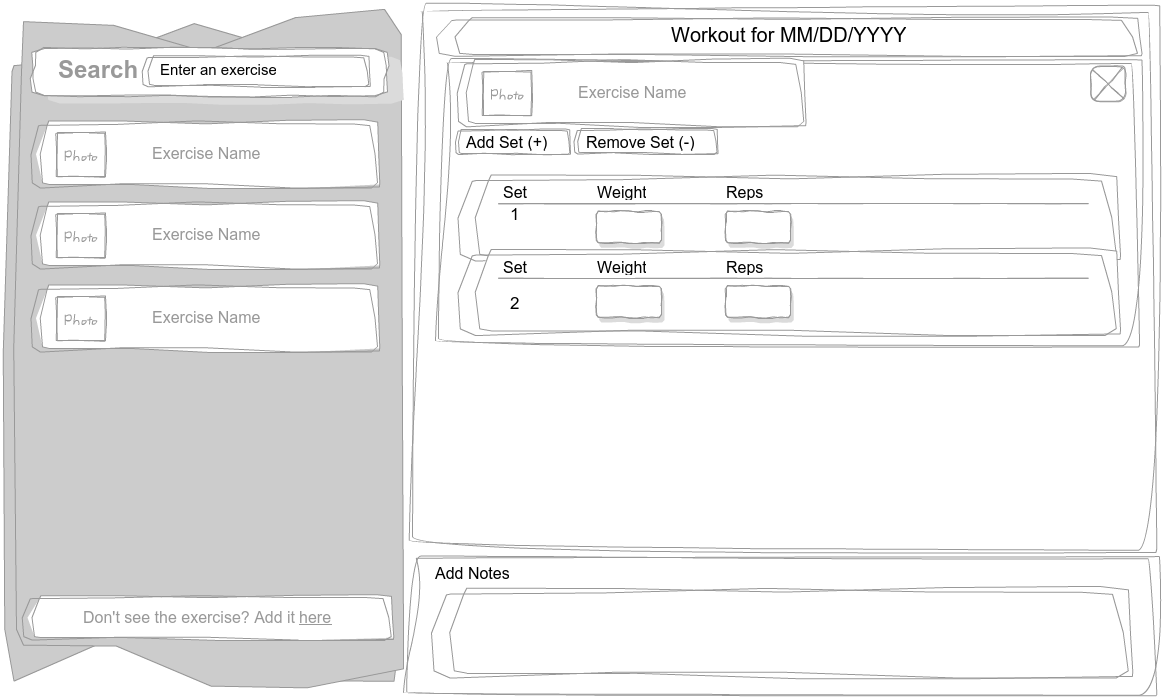 Search Enter an exercise
Photo Exercise Name
Photo Exercise Name
Photo Exercise Name
Don't see the exercise? Add it here
Workout for MM/DD/YYYY
Photo Exercise Name
Add Set (+) Remove Set (-)
Set Weight Reps
1
Set Weight Reps
2
Add Notes